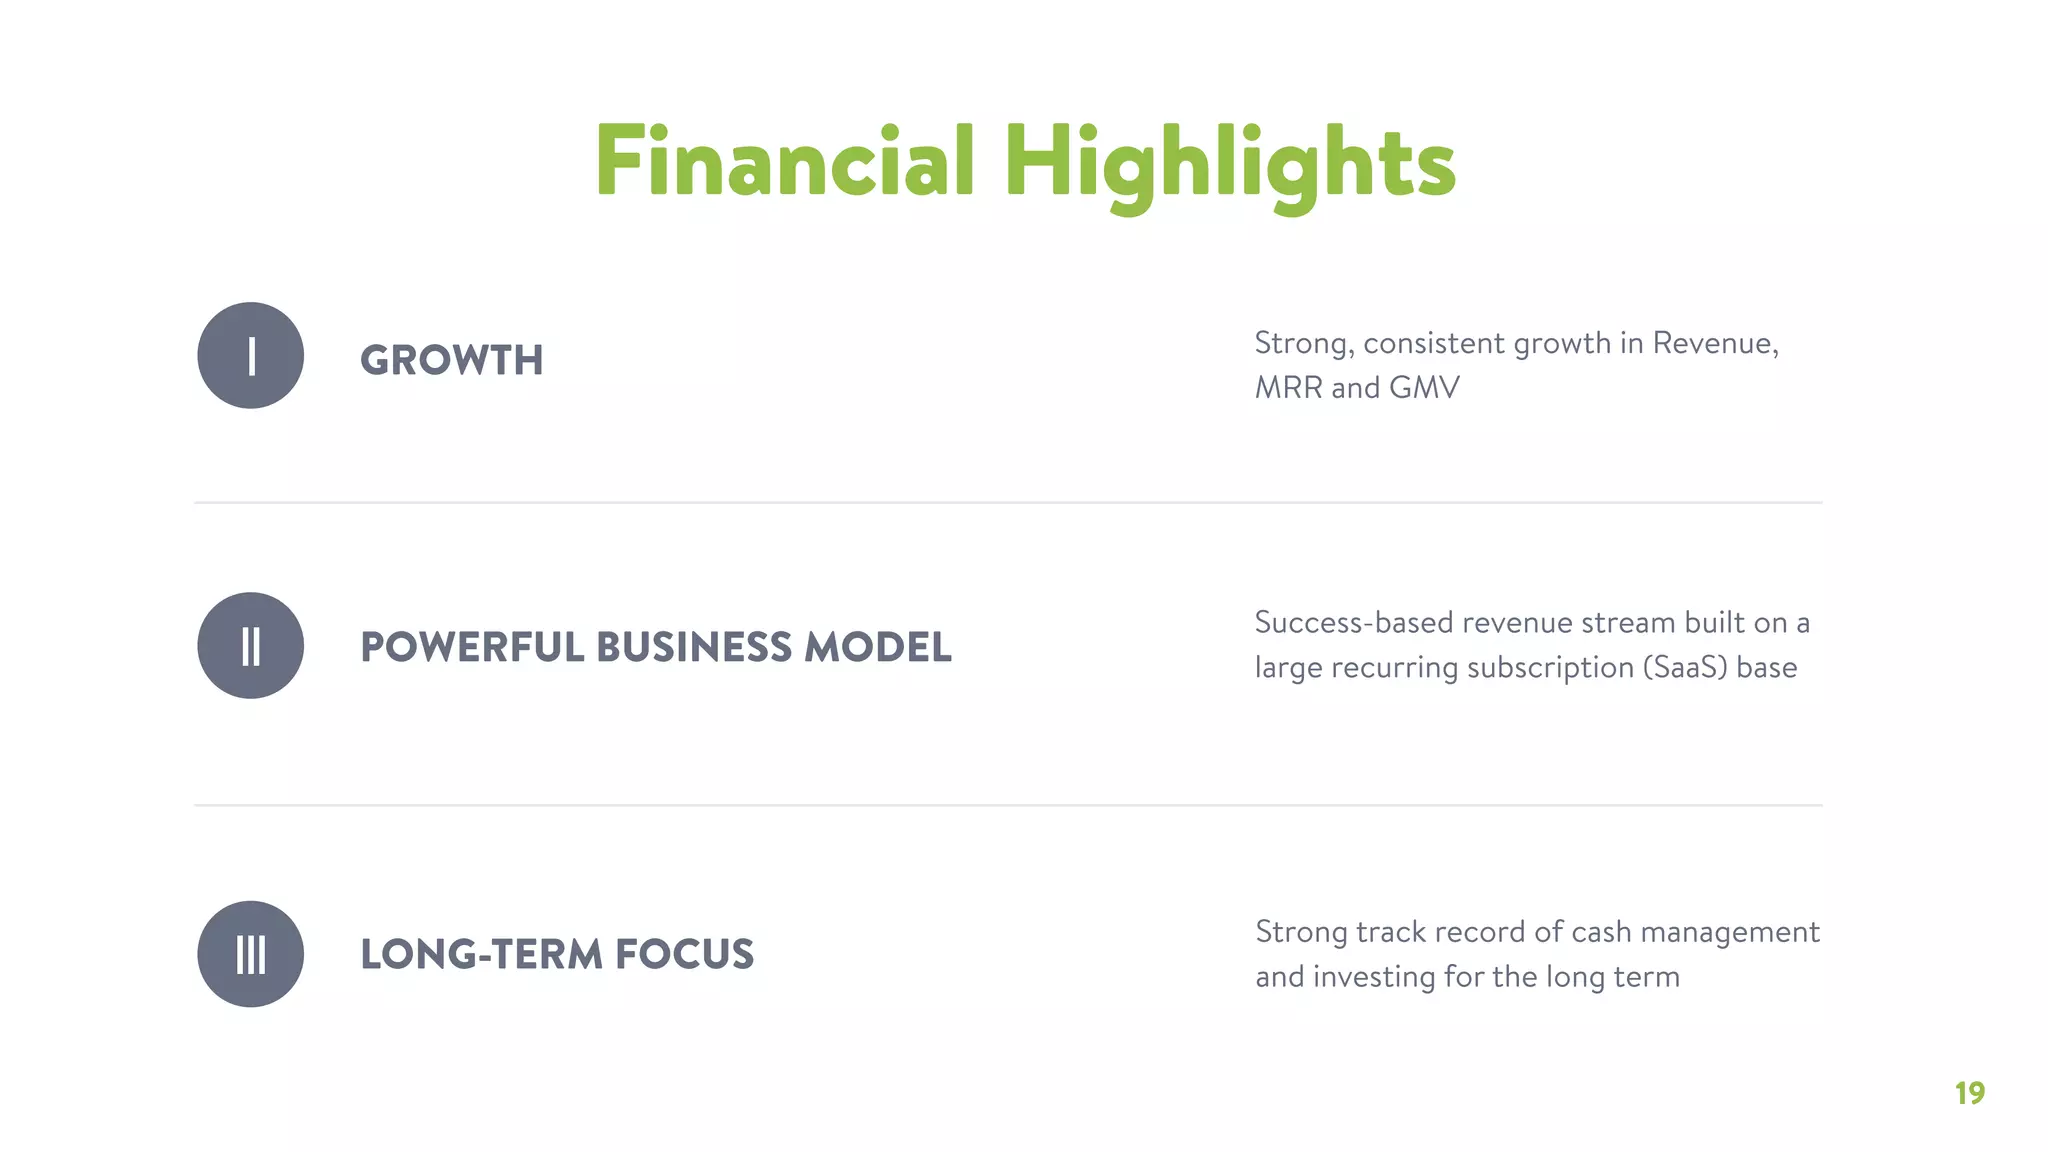 Financial Highlights
I
GROWTH
Strong, consistent growth in Revenue,
MRR and GMV
II
POWERFUL BUSINESS MODEL
Success-based revenue stream built on a
large recurring subscription (SaaS) base
III
LONG-TERM FOCUS
Strong track record of cash management
and investing for the long term
19